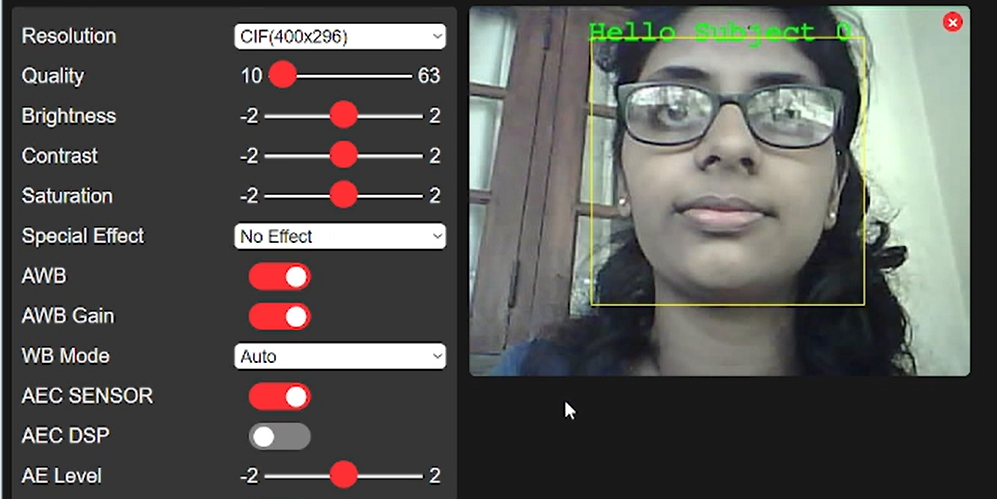 Resolution CIF(400x296)
Quality 10 63
Brightness -2 2
Contrast -2 2
Saturation -2 2
Special Effect No Effect
AWB
AWB Gain
WB Mode Auto
AEC SENSOR
AEC DSP
AE Level -2 2
Hello Subject 0